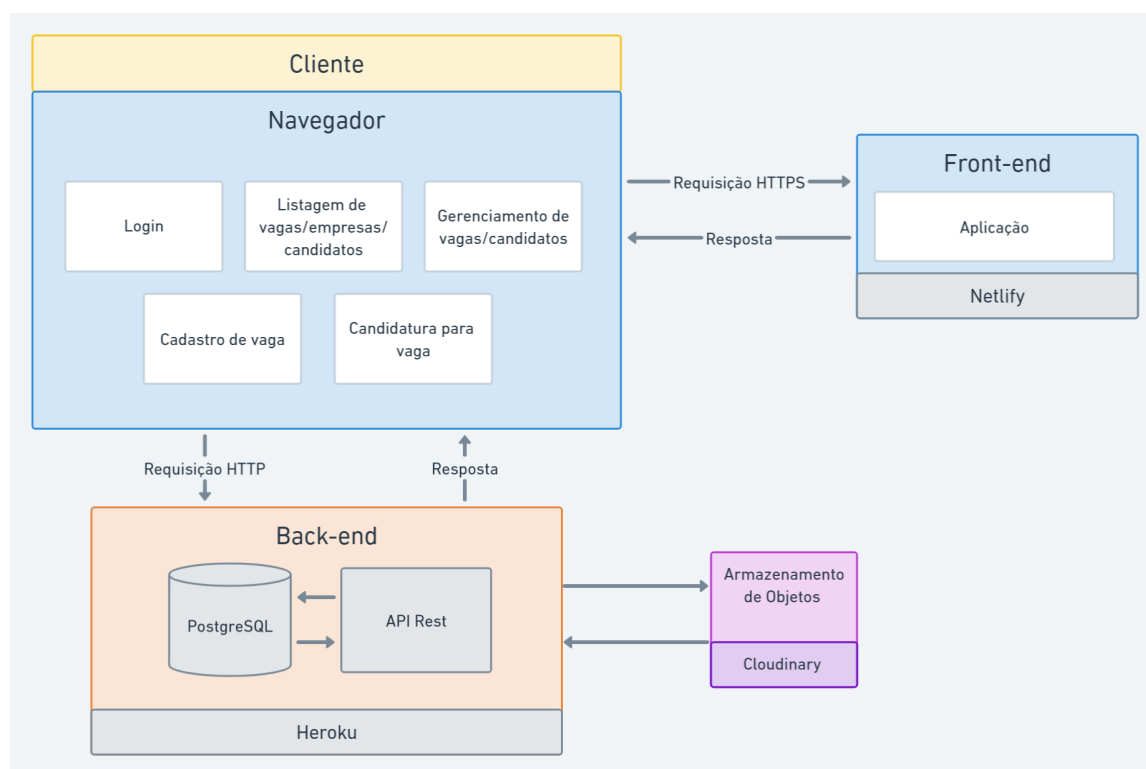 Cliente
Navegador
Login
Listagem de
vagas/empresas/
candidatos
Gerenciamento de
vagas/candidatos
Cadastro de vaga
Candidatura para
vaga
Requisição HTTPS
Resposta
Front-end
Aplicação
Netlify
Requisição HTTP
Resposta
Back-end
PostgreSQL
API Rest
Heroku
Armazenamento
de Objetos
Cloudinary